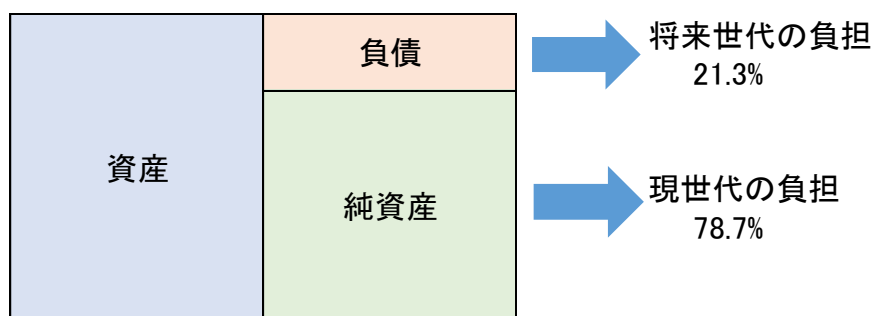 負債
将来世代の負担
21.3%
資産
純資産
現世代の負担
78.7%